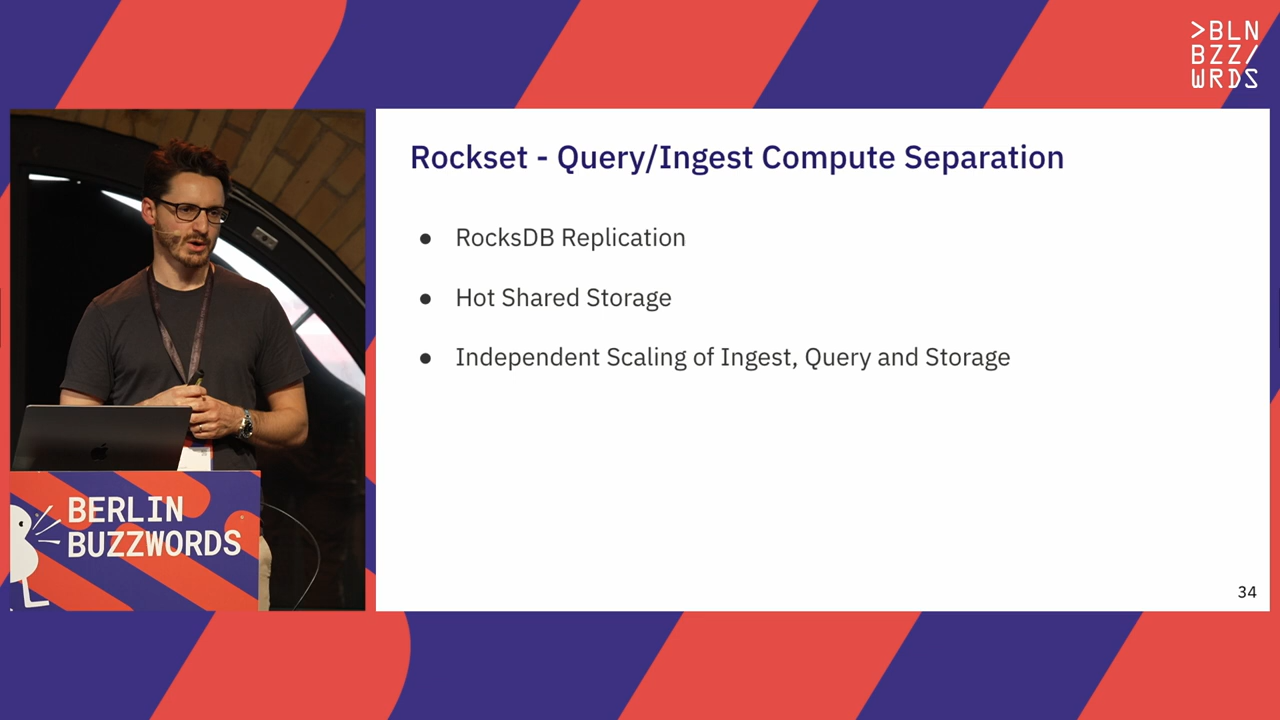 >BLN
BZZ/
WRDS
Rockset - Query/Ingest Compute Separation
● RocksDB Replication
● Hot Shared Storage
● Independent Scaling of Ingest, Query and Storage
34
BERLIN
BUZZWORDS